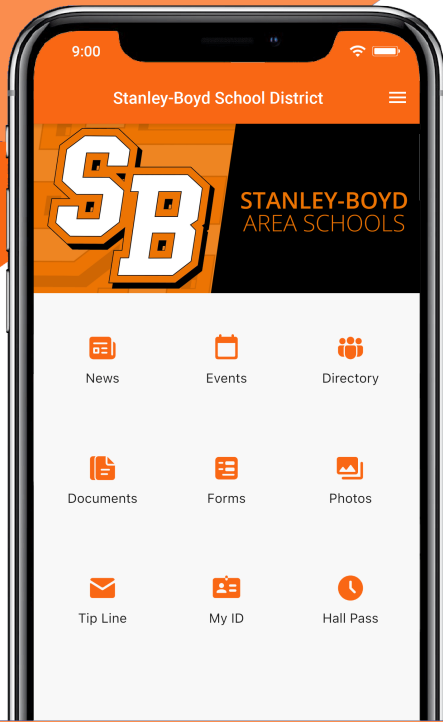 9:00
Stanley-Boyd School District
SB
STANLEY-BOYD
AREA SCHOOLS
News
Events
Directory
Documents
Forms
Photos
Tip Line
My ID
Hall Pass